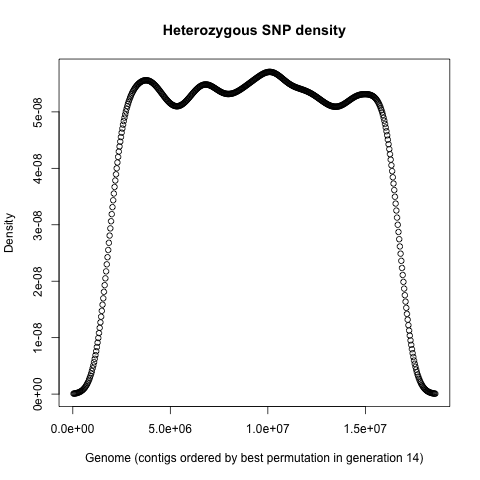 Heterozygous SNP density
Density
5e-08
4e-08
3e-08
2e-08
1e-08
0e+00
0.0e+00 5.0e+06 1.0e+07 1.5e+07
Genome (contigs ordered by best permutation in generation 14)